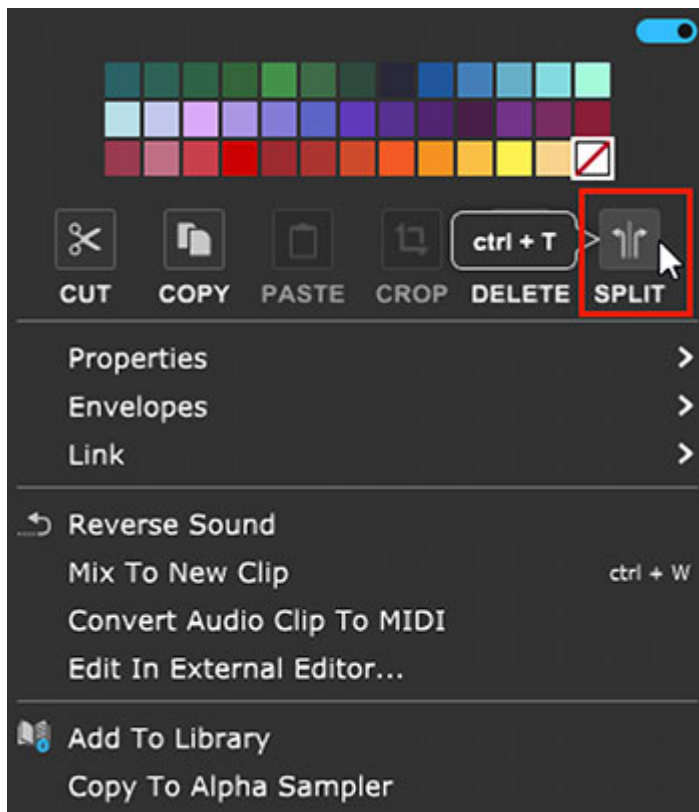 ctrl + T
CUT COPY PASTE CROP DELETE SPLIT
Properties
Envelopes
Link
Reverse Sound
Mix To New Clip ctrl + W
Convert Audio Clip To MIDI
Edit In External Editor...
Add To Library
Copy To Alpha Sampler